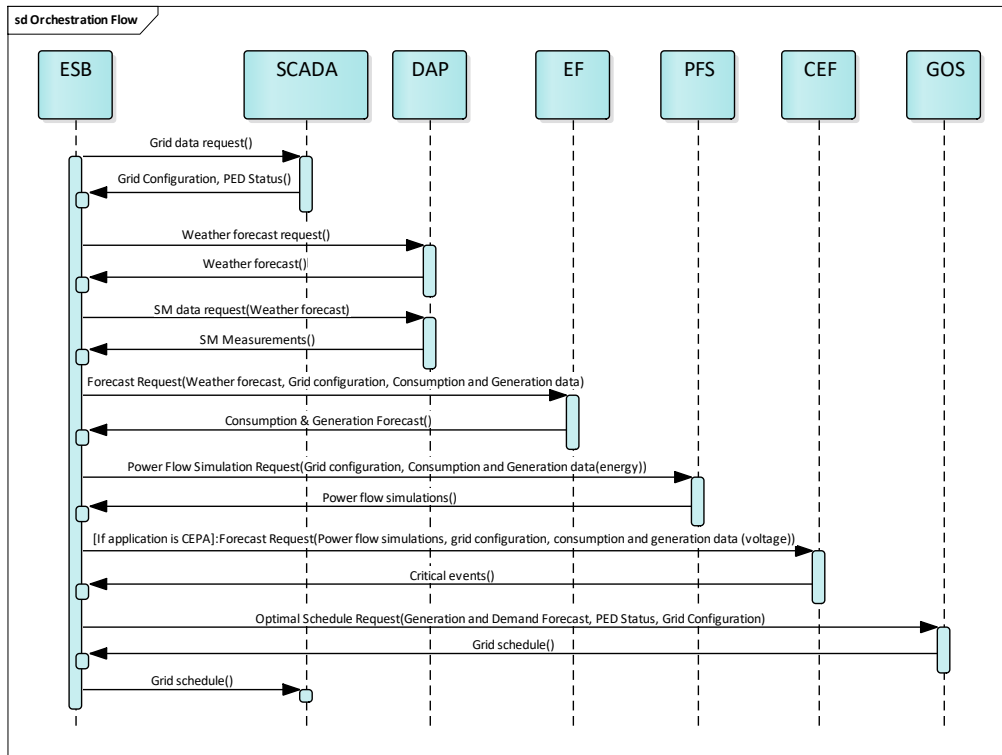 sd Orchestration Flow
ESB
SCADA
DAP
EF
PFS
CEF
GOS
Grid data request()
Grid Configuration, PED Status()
Weather forecast request()
Weather forecast()
SM data request(Weather forecast)
SM Measurements()
Forecast Request(Weather forecast, Grid configuration, Consumption and Generation data)
Consumption & Generation Forecast()
Power Flow Simulation Request(Grid configuration, Consumption and Generation data(energy))
Power flow simulations()
[If application is CEPA]:Forecast Request(Power flow simulations, grid configuration, consumption and generation data (voltage))
Critical events()
Optimal Schedule Request(Generation and Demand Forecast, PED Status, Grid Configuration)
Grid schedule()
Grid schedule()